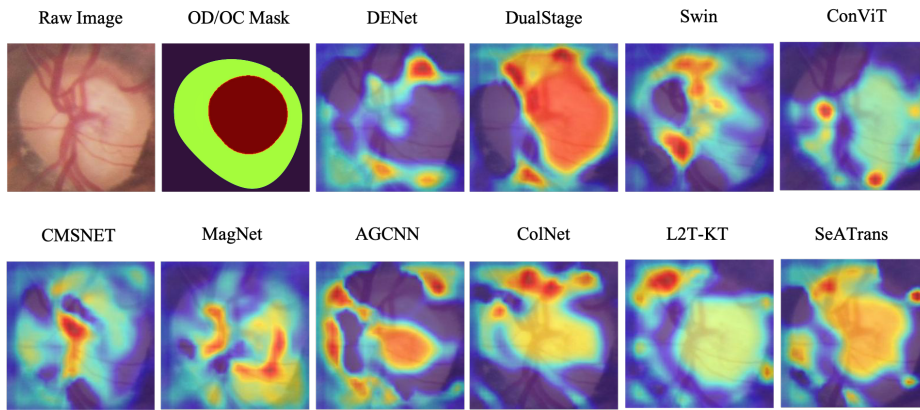 Raw Image OD/OC Mask DENet DualStage Swin ConViT
CMSNET MagNet AGCNN ColNet L2T-KT SeATrans